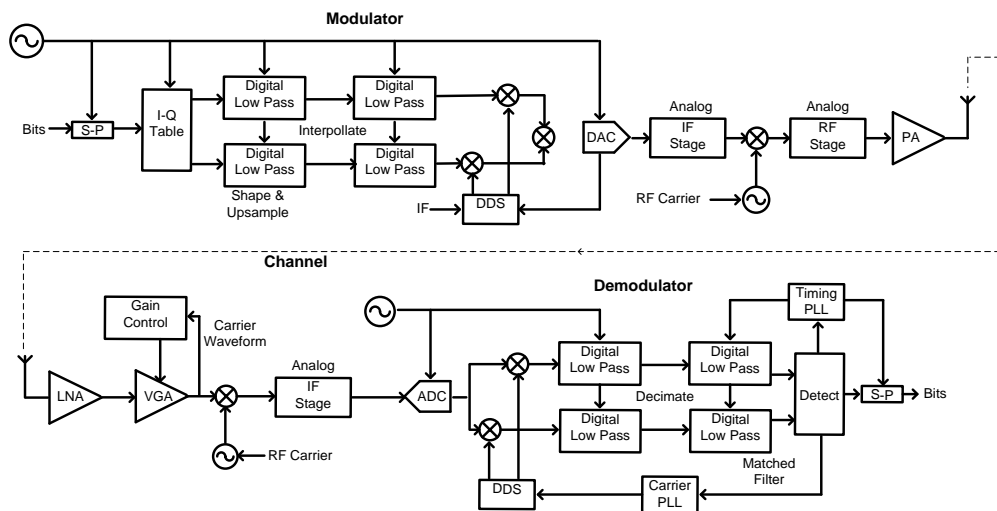 Modulator
Bits
S-P
I-Q
Table
Digital
Low Pass
Digital
Low Pass
Interpollate
Digital
Low Pass
Digital
Low Pass
Shape &
Upsample
IF
DDS
DAC
Analog
IF
Stage
RF Carrier
Analog
RF
Stage
PA
Channel
Demodulator
Gain
Control
Carrier
Waveform
LNA
VGA
RF Carrier
Analog
IF
Stage
ADC
Digital
Low Pass
Digital
Low Pass
Decimate
Digital
Low Pass
Digital
Low Pass
Timing
PLL
Detect
S-P
Bits
Matched
Filter
DDS
Carrier
PLL